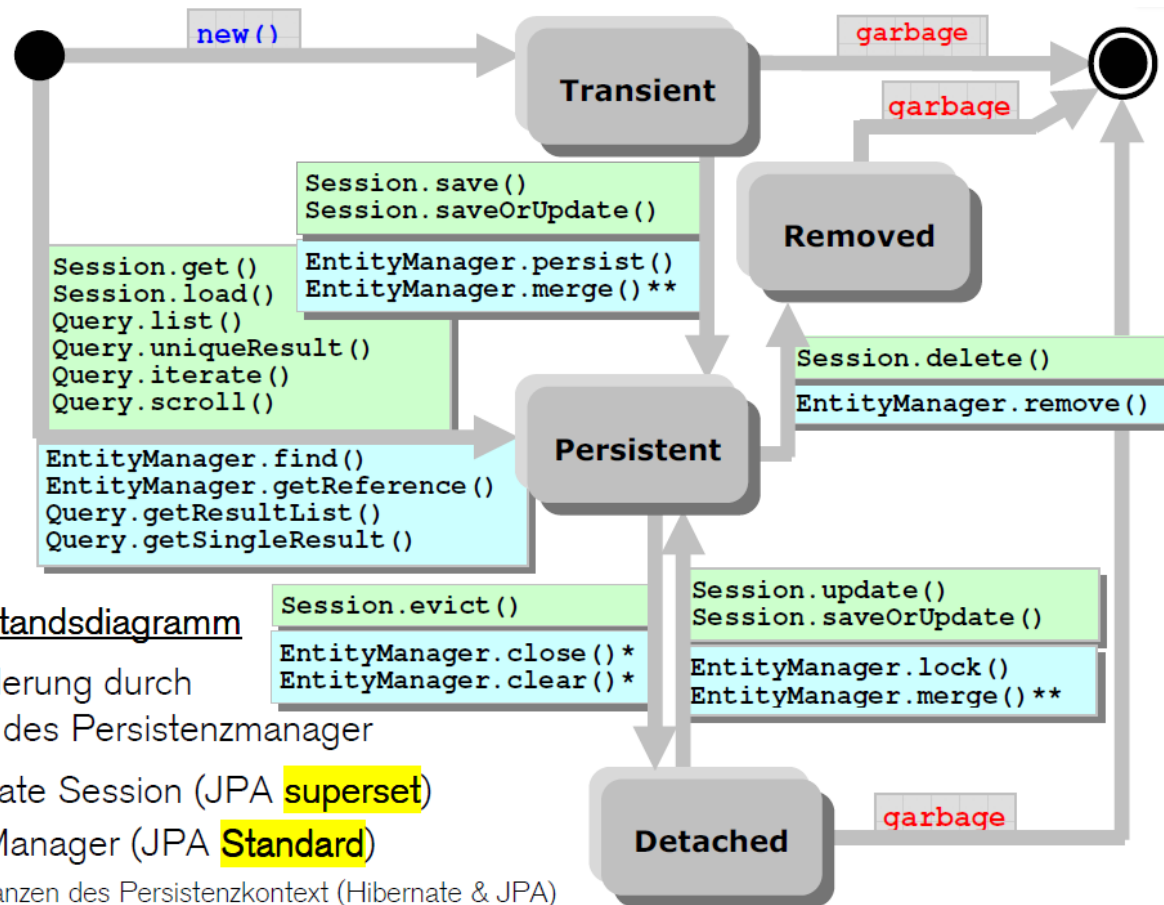 new()
garbage
Transient
garbage
Session.save()
Session.saveOrUpdate()
Removed
EntityManager.persist()
EntityManager.merge()**
Session.get()
Session.load()
Query.list()
Query.uniqueResult()
Query.iterate()
Query.scroll()
Session.delete()
EntityManager.remove()
Persistent
EntityManager.find()
EntityManager.getReference()
Query.getResultList()
Query.getSingleResult()
Session.evict()
EntityManager.close()*
EntityManager.clear()*
Session.update()
Session.saveOrUpdate()
EntityManager.lock()
EntityManager.merge()**
tandsdiagramm
derung durch
des Persistenzmanager
ate Session (JPA superset)
Manager (JPA Standard)
anzen des Persistenzkontext (Hibernate & JPA)
Detached
garbage